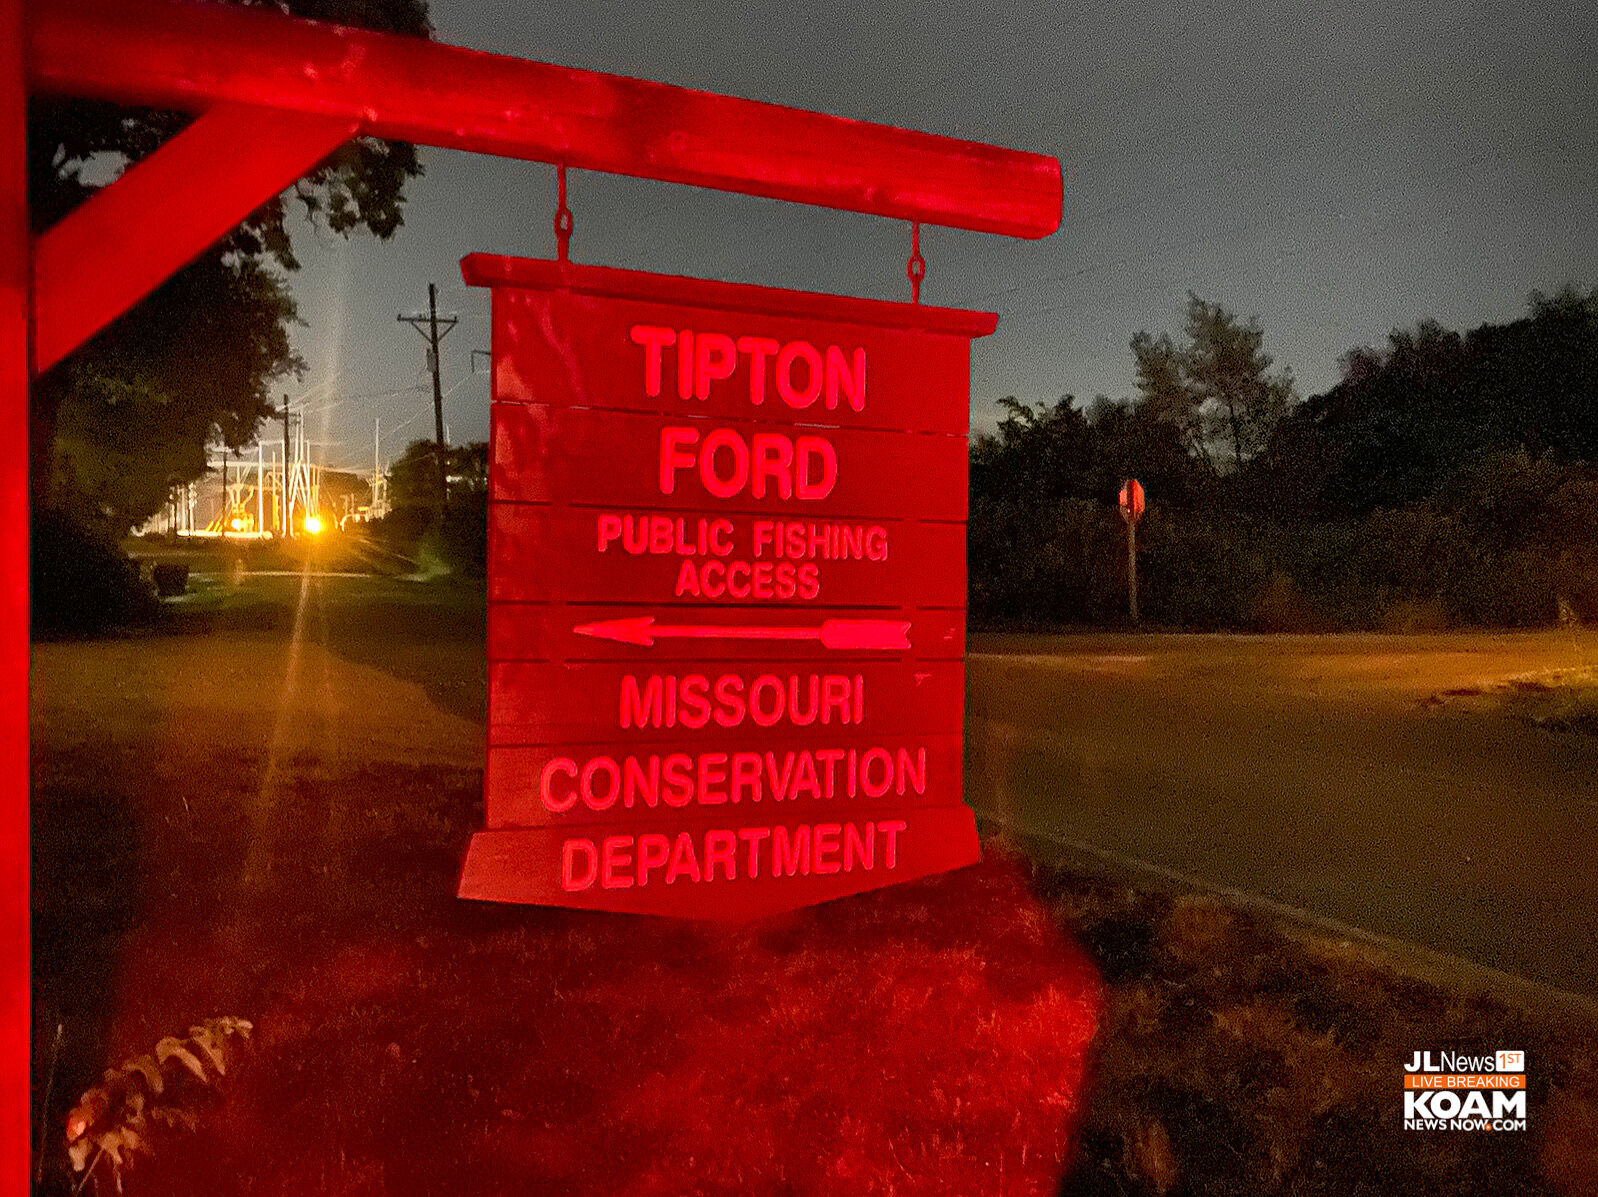 TIPTON
FORD
PUBLIC FISHING
ACCESS
MISSOURI
CONSERVATION
DEPARTMENT
JLNews 1ST
LIVE BREAKING
KOAM
NEWS NOW.COM